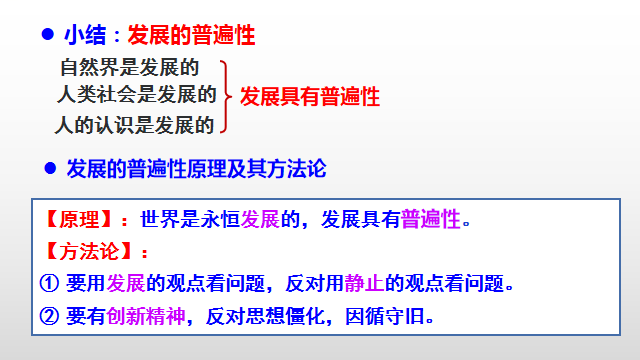 ● 小结：发展的普遍性
自然界是发展的
人类社会是发展的
人的认识是发展的
发展具有普遍性
● 发展的普遍性原理及其方法论
【原理】：世界是永恒发展的，发展具有普遍性。
【方法论】：
① 要用发展的观点看问题，反对用静止的观点看问题。
② 要有创新精神，反对思想僵化，因循守旧。